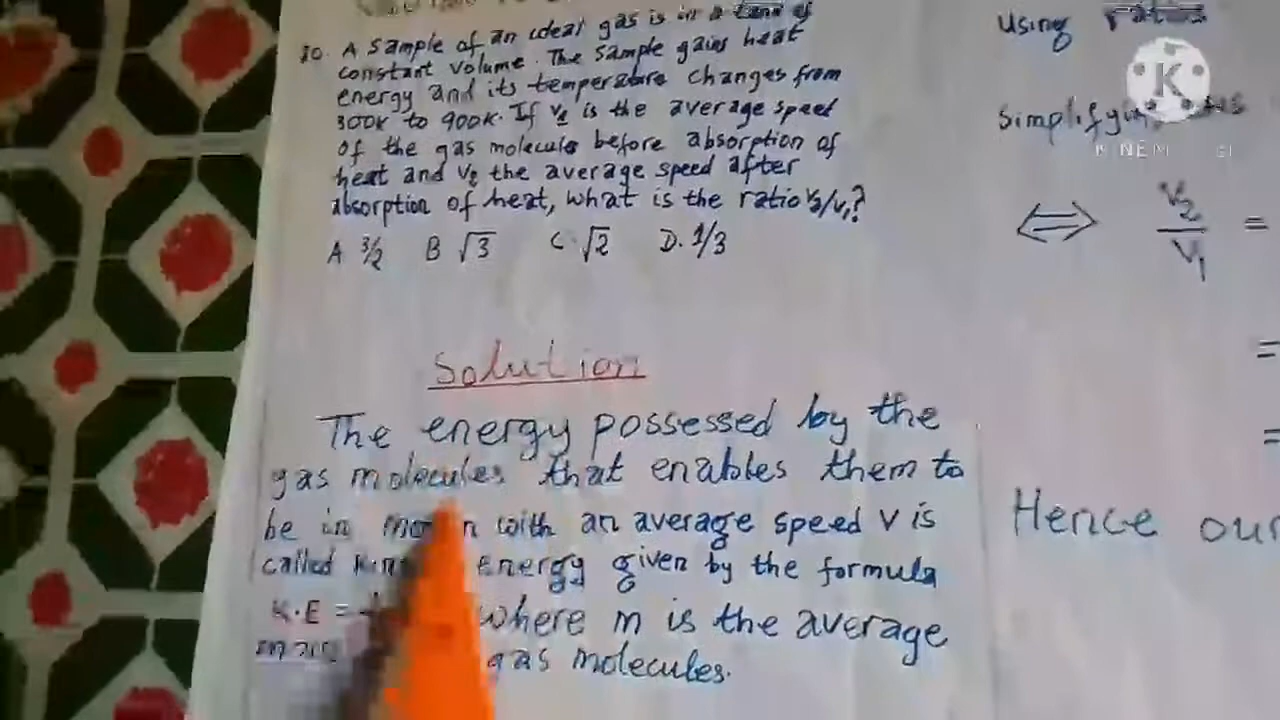 10. A sample of an ideal gas is in a tank of
constant volume. The sample gains heat
energy and its temperature changes from
300K to 900K. If V1 is the average speed
of the gas molecule before absorption of
heat and V2 the average speed after
absorption of heat, what is the ratio V2/V1?
A 3/2 B √3 C. √2 D. 1/3
Solution
The energy possessed by the
gas molecules that enables them to
be in with an average speed V is
called energy given by the formula
K.E = where m is the average
gas molecules.
using ratios
simplifying
⟺ V2/V1 =
=
=
Hence our
K